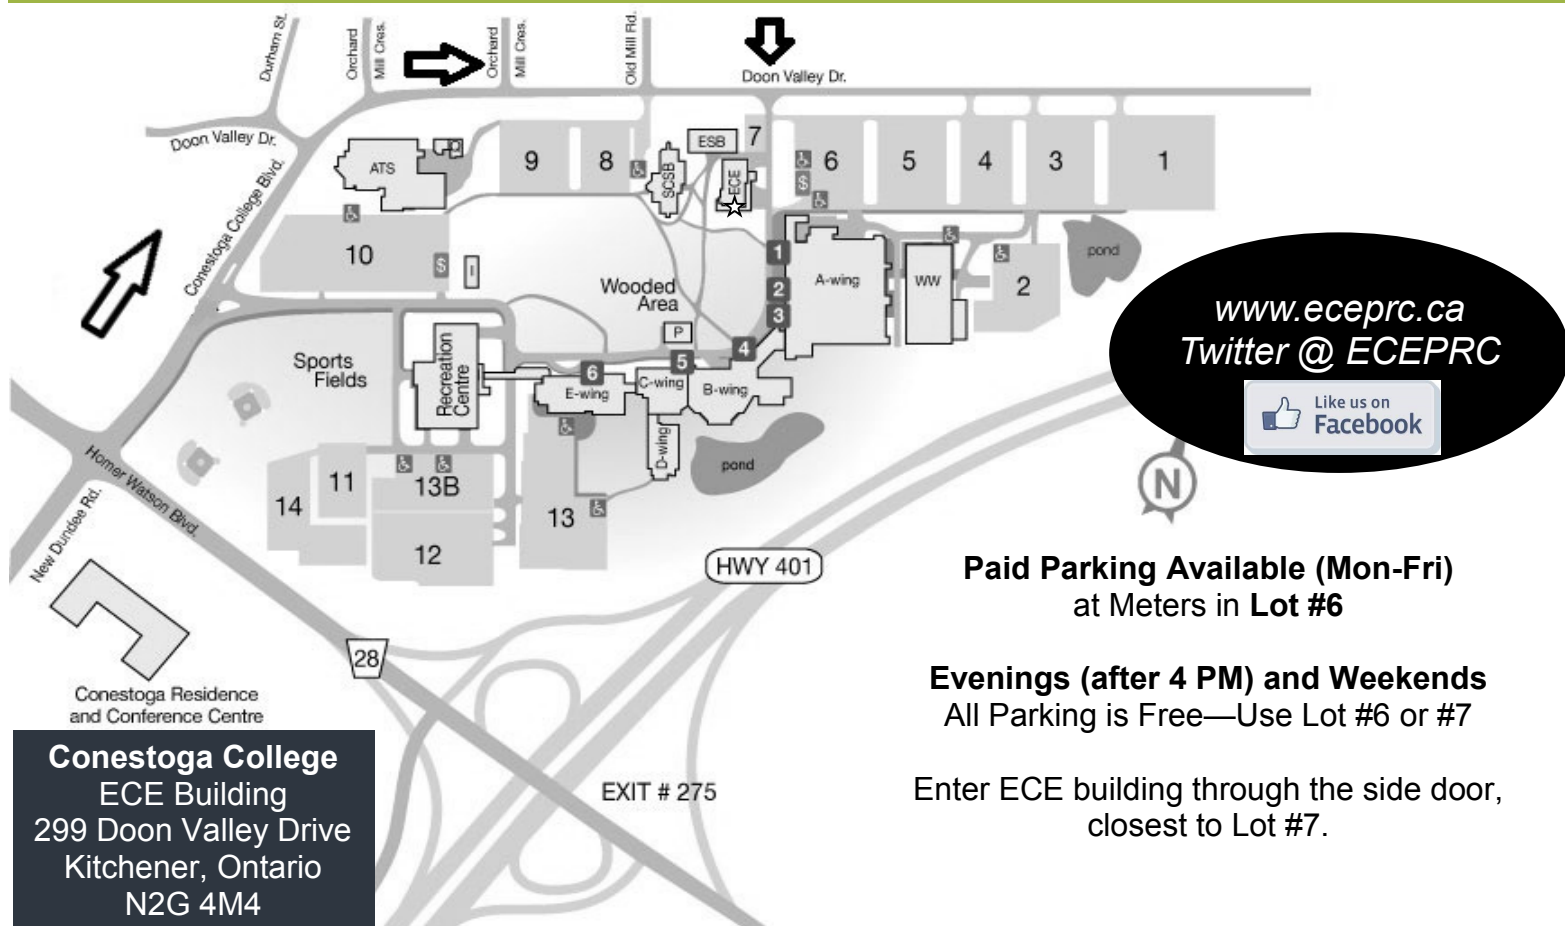 Durham St.
Orchard
Mill Cres.
Orchard
Mill Cres.
Old Mill Rd.
Doon Valley Dr.
Doon Valley Dr.
Conestoga College Blvd.
ATS
9
8
SCSB
ESB
ECE
7
$
6
5
4
3
1
10
$
I
Wooded
Area
P
1
2
3
4
5
6
A-wing
WW
2
pond
Sports
Fields
Recreation
Centre
E-wing
C-wing
B-wing
D-wing
pond
14
11
13B
12
13
Homer Watson Blvd.
New Dundee Rd.
28
HWY 401
EXIT # 275
N
Conestoga Residence
and Conference Centre
Conestoga College
ECE Building
299 Doon Valley Drive
Kitchener, Ontario
N2G 4M4
www.eceprc.ca
Twitter @ ECEPRC
Like us on
Facebook
Paid Parking Available (Mon-Fri)
at Meters in Lot #6
Evenings (after 4 PM) and Weekends
All Parking is Free—Use Lot #6 or #7
Enter ECE building through the side door,
closest to Lot #7.